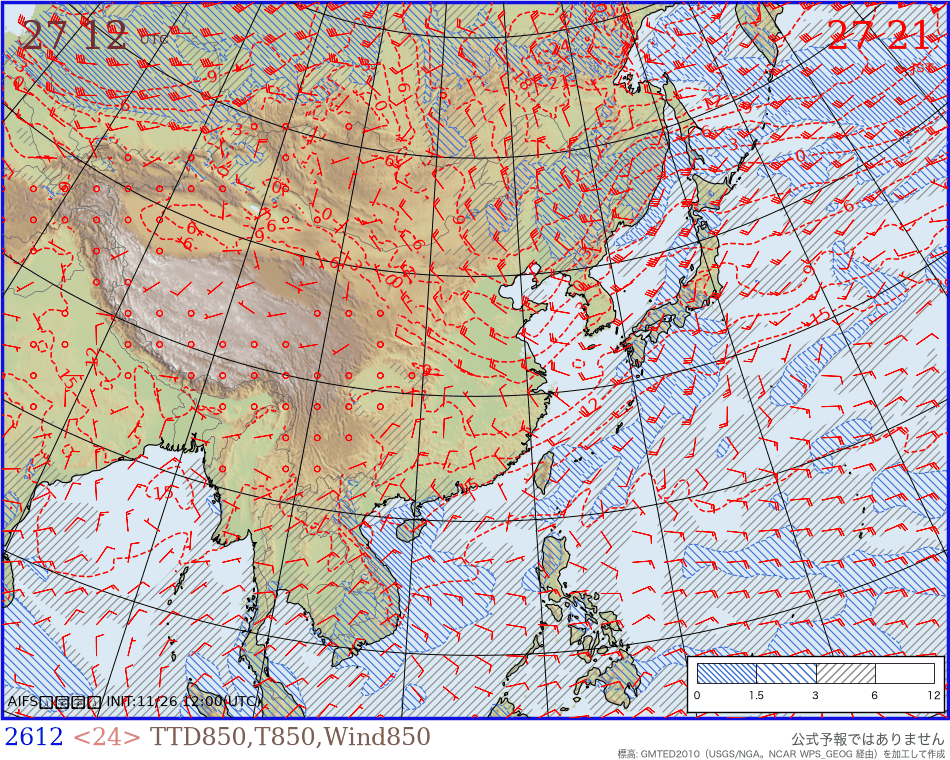 27 12 UTC
27 21 JST
AIFS□□□□ INIT:11/26 12:00(UTC)
0 1.5 3 6 12
2612 <24> TTD850,T850,Wind850
公式予報ではありません
標高: GMTED2010（USGS/NGA。NCAR WPS_GEOG 経由）を加工して作成